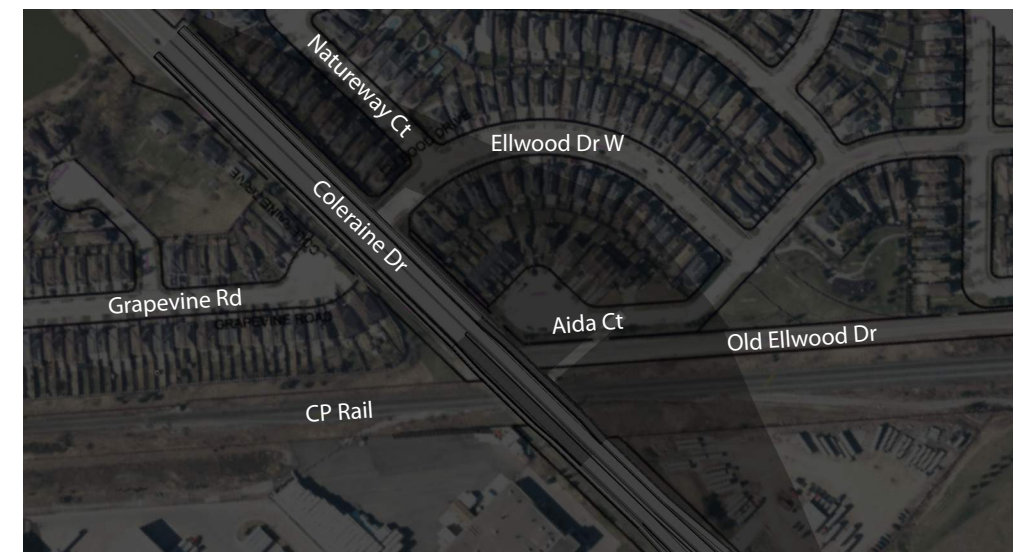 Natureway Ct
Ellwood Dr W
Coleraine Dr
Grapevine Rd
GRAPEVINE ROAD
Aida Ct
Old Ellwood Dr
CP Rail